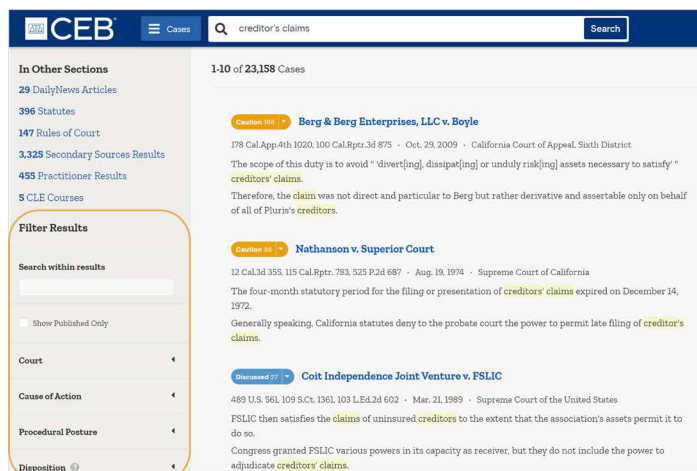 CEB
Cases
creditor's claims
Search
In Other Sections
29 DailyNews Articles
396 Statutes
147 Rules of Court
3,325 Secondary Sources Results
455 Practitioner Results
5 CLE Courses
Filter Results
Search within results
Show Published Only
Court
Cause of Action
Procedural Posture
Disposition
1-10 of 23,158 Cases
Berg & Berg Enterprises, LLC v. Boyle
Caution
178 Cal.App.4th 1020, 100 Cal.Rptr.3d 875 · Oct. 29, 2009 · California Court of Appeal, Sixth District
The scope of this duty is to avoid " 'divert[ing], dissipat[ing] or unduly risk[ing] assets necessary to satisfy' "
creditors' claims.
Therefore, the claim was not direct and particular to Berg but rather derivative and assertable only on behalf
of all of Pluris's creditors.
Caution Nathanson v. Superior Court
12 Cal.3d 355, 115 Cal.Rptr. 783, 525 P.2d 687 · Aug. 19, 1974 · Supreme Court of California
The four-month statutory period for the filing or presentation of creditors' claims expired on December 14,
1972.
Generally speaking, California statutes deny to the probate court the power to permit late filing of creditor's
claims.
Discussed 27 Coit Independence Joint Venture v. FSLIC
489 U.S. 561, 109 S.Ct. 1361, 103 L.Ed.2d 602 · Mar. 21, 1989 · Supreme Court of the United States
FSLIC then satisfies the claims of uninsured creditors to the extent that the association's assets permit it to
do so.
Congress granted FSLIC various powers in its capacity as receiver, but they do not include the power to
adjudicate creditors' claims.